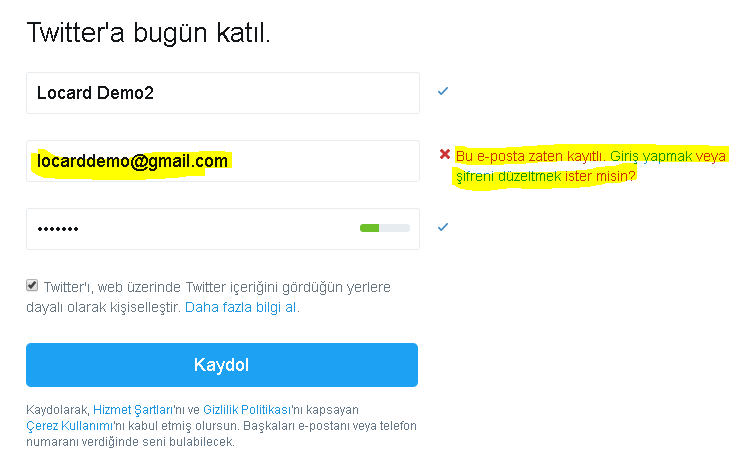 Twitter'a bugün katıl.
Locard Demo2
locarddemo@gmail.com
Bu e-posta zaten kayıtlı. Giriş yapmak veya
şifreni düzeltmek ister misin?
Twitter'ı, web üzerinde Twitter içeriğini gördüğün yerlere
dayalı olarak kişiselleştir. Daha fazla bilgi al.
Kaydol
Kaydolarak, Hizmet Şartları'nı ve Gizlilik Politikası'nı kapsayan
Çerez Kullanımı'nı kabul etmiş olursun. Başkaları e-postanı veya telefon
numaranı verdiğinde seni bulabilecek.